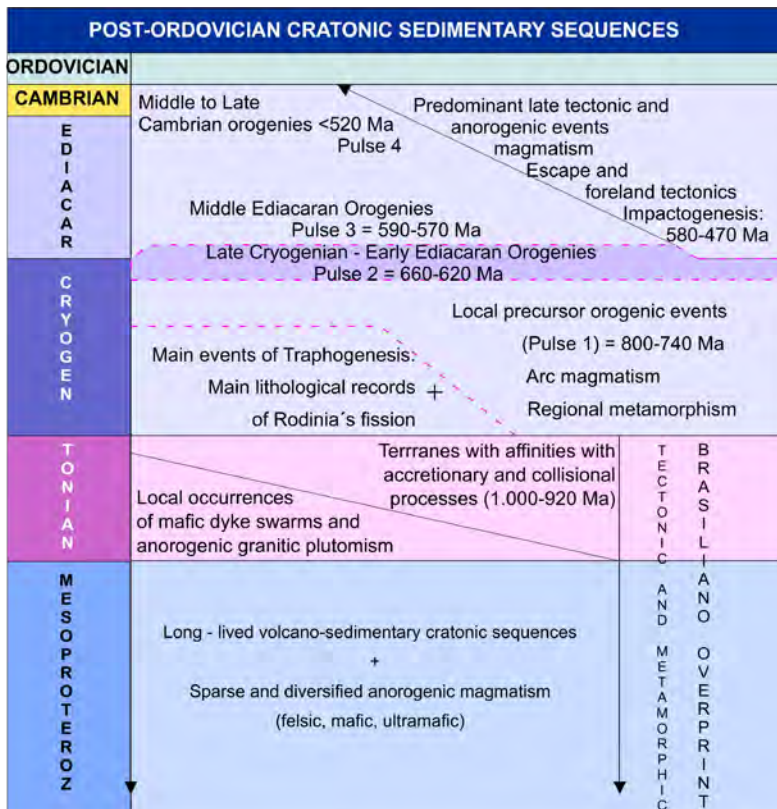 POST-ORDOVICIAN CRATONIC SEDIMENTARY SEQUENCES
ORDOVICIAN
CAMBRIAN
Middle to Late
Cambrian orogenies <520 Ma
Pulse 4
Predominant late tectonic and
anorogenic events
magmatism
Escape and
foreland tectonics
Impactogenesis:
580-470 Ma
EDIACAR
Middle Ediacaran Orogenies
Pulse 3 = 590-570 Ma
Late Cryogenian - Early Ediacaran Orogenies
Pulse 2 = 660-620 Ma
CRYOGEN
Local precursor orogenic events
(Pulse 1) = 800-740 Ma
Arc magmatism
Regional metamorphism
Main events of Traphogenesis:
Main lithological records +
of Rodinia´s fission
TONIAN
Terrranes with affinities with
accretionary and collisional
processes (1.000-920 Ma)
Local occurrences
of mafic dyke swarms and
anorogenic granitic plutomism
MESOPROTEROZ
Long - lived volcano-sedimentary cratonic sequences
+
Sparse and diversified anorogenic magmatism
(felsic, mafic, ultramafic)
TECTONIC AND METAMORPHIC
BRASILIANO OVERPRINT